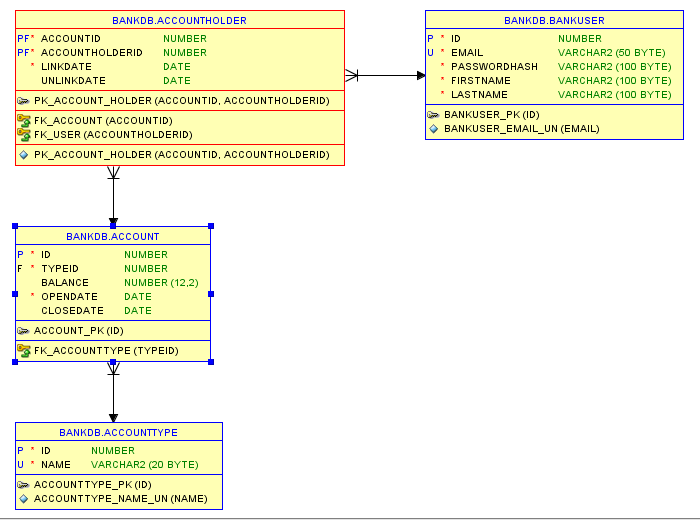 BANKDB.ACCOUNTHOLDER
PF* ACCOUNTID NUMBER
PF* ACCOUNTHOLDERID NUMBER
* LINKDATE DATE
UNLINKDATE DATE
PK_ACCOUNT_HOLDER (ACCOUNTID, ACCOUNTHOLDERID)
FK_ACCOUNT (ACCOUNTID)
FK_USER (ACCOUNTHOLDERID)
PK_ACCOUNT_HOLDER (ACCOUNTID, ACCOUNTHOLDERID)
BANKDB.BANKUSER
P * ID NUMBER
U * EMAIL VARCHAR2 (50 BYTE)
* PASSWORDHASH VARCHAR2 (100 BYTE)
* FIRSTNAME VARCHAR2 (100 BYTE)
* LASTNAME VARCHAR2 (100 BYTE)
BANKUSER_PK (ID)
BANKUSER_EMAIL_UN (EMAIL)
BANKDB.ACCOUNT
P * ID NUMBER
F * TYPEID NUMBER
BALANCE NUMBER (12,2)
* OPENDATE DATE
CLOSEDATE DATE
ACCOUNT_PK (ID)
FK_ACCOUNTTYPE (TYPEID)
BANKDB.ACCOUNTTYPE
P * ID NUMBER
U * NAME VARCHAR2 (20 BYTE)
ACCOUNTTYPE_PK (ID)
ACCOUNTTYPE_NAME_UN (NAME)